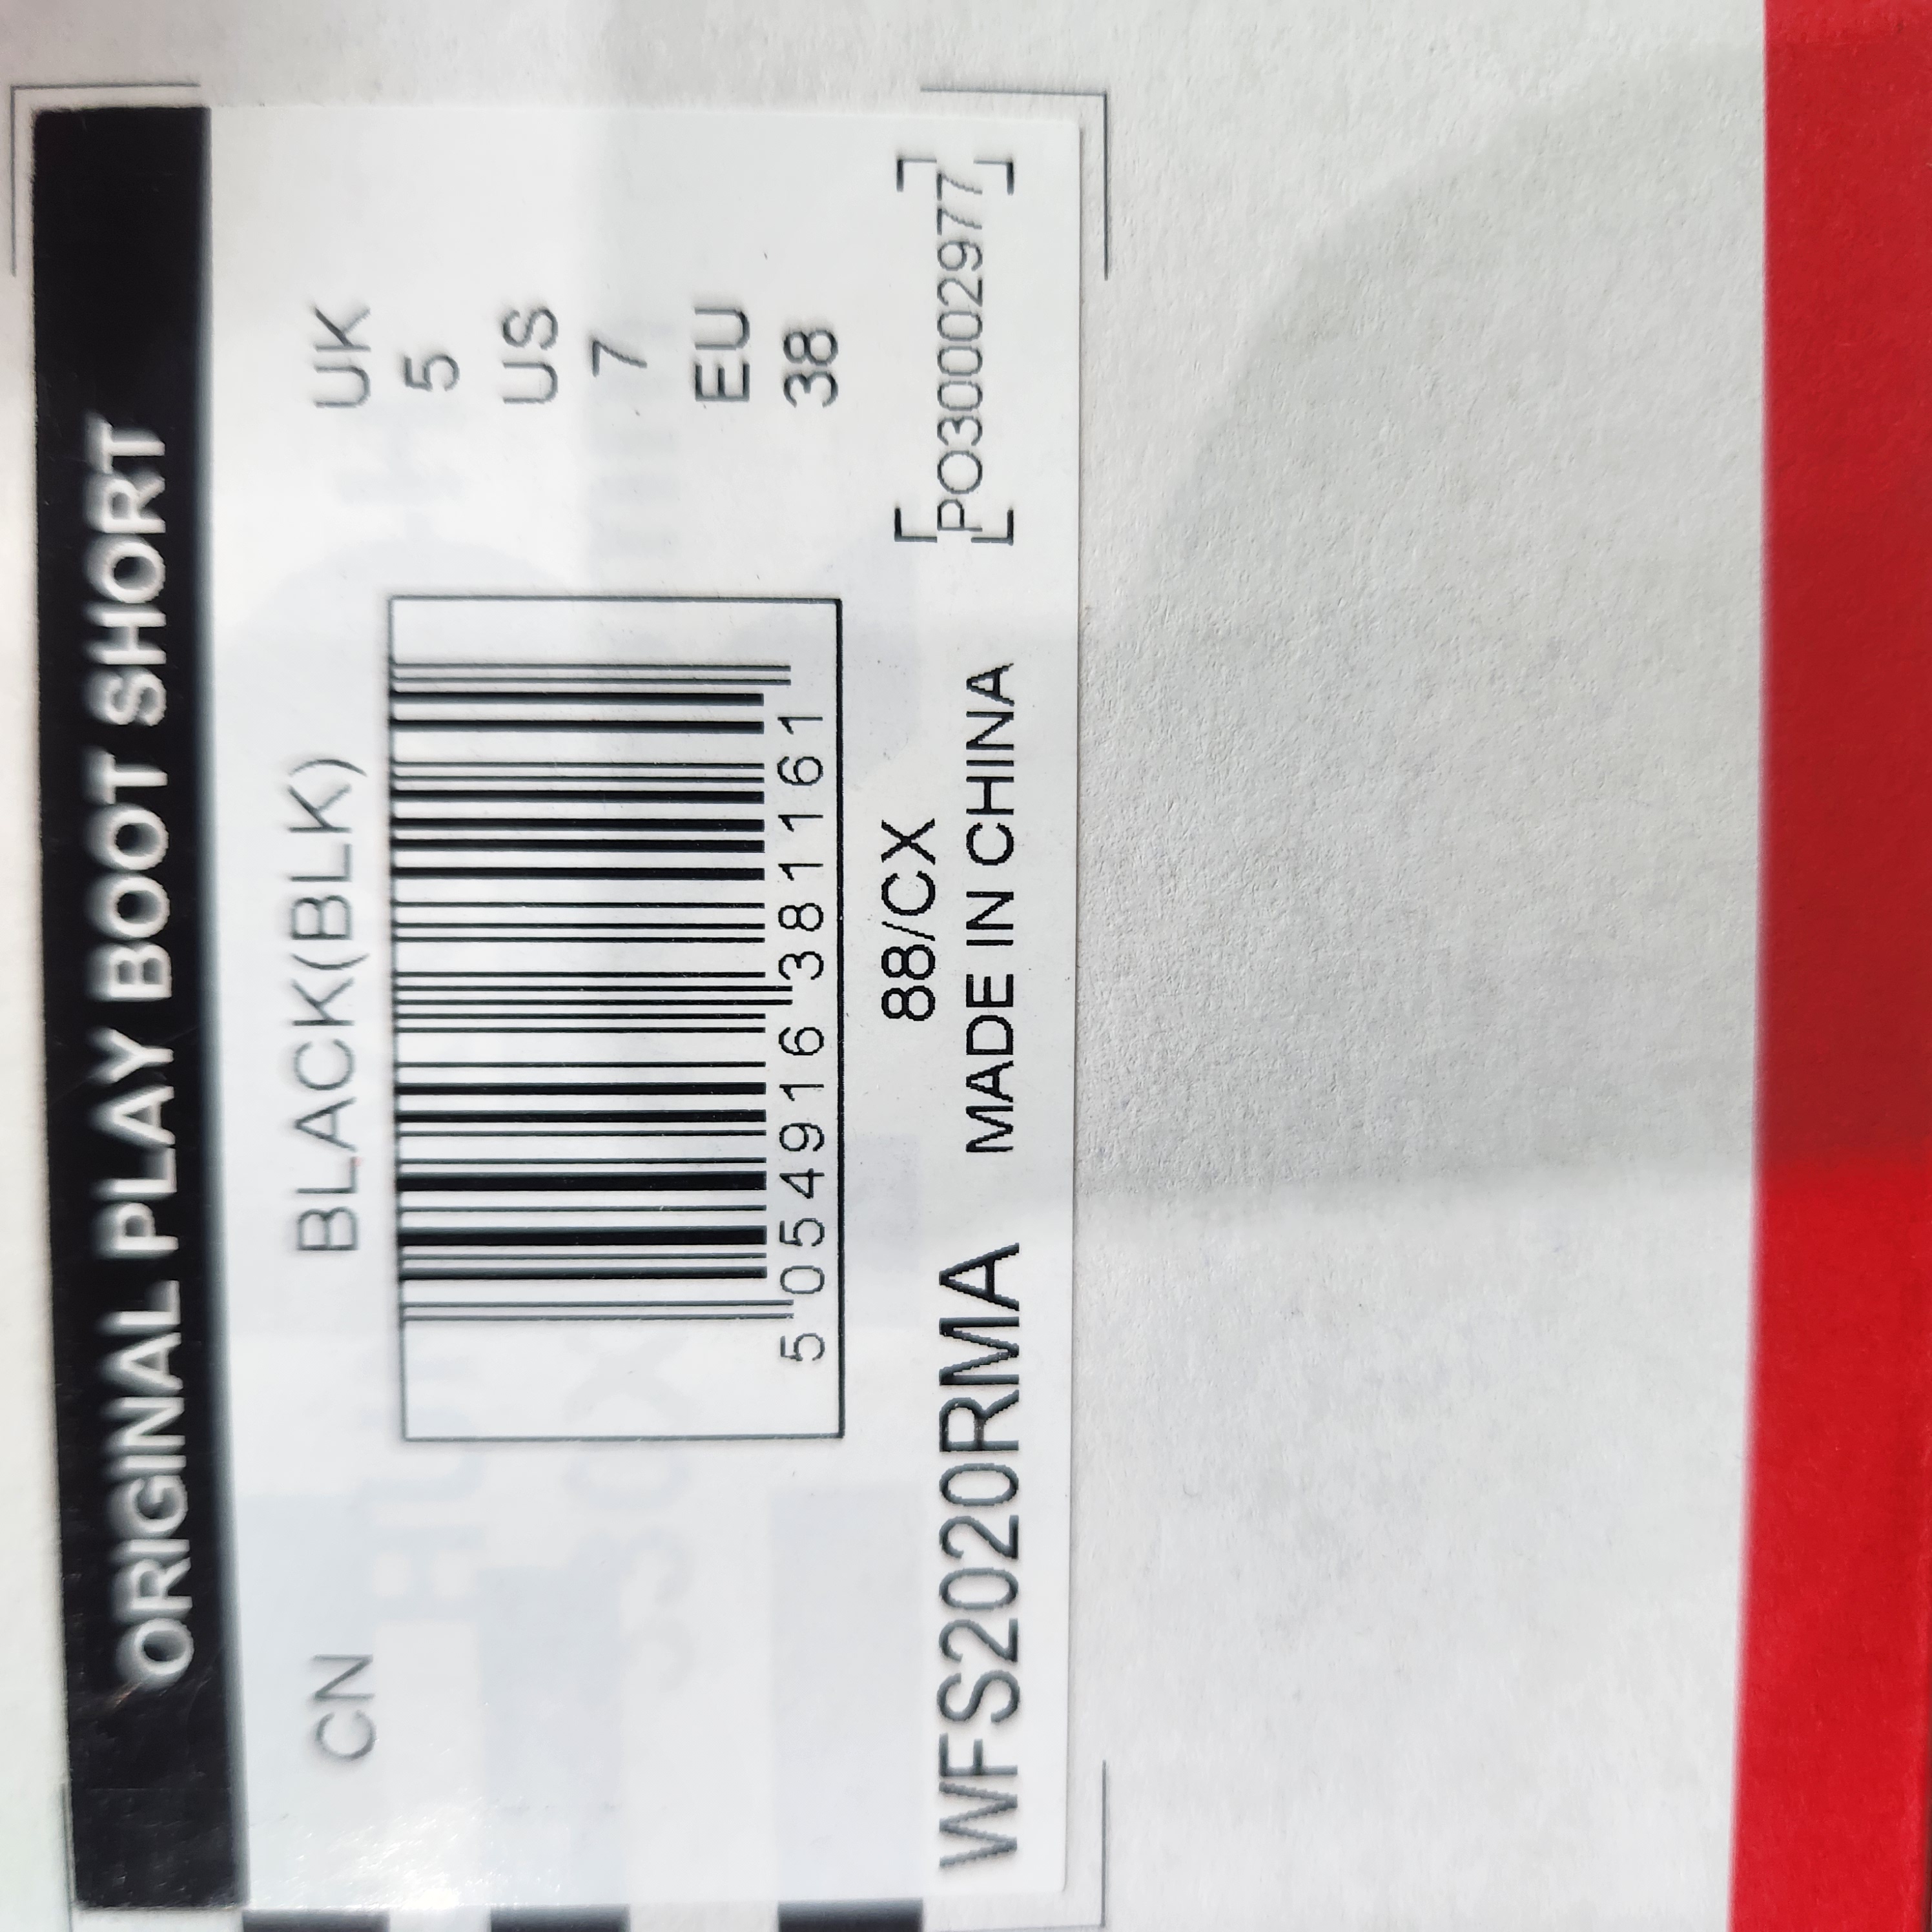 ORIGINAL PLAY BOOT SHORT
CN
BLACK(BLK)
UK
5
US
7
EU
38
5 054916 381161
88/CX
WFS2020RMA
MADE IN CHINA
[PO30002977]